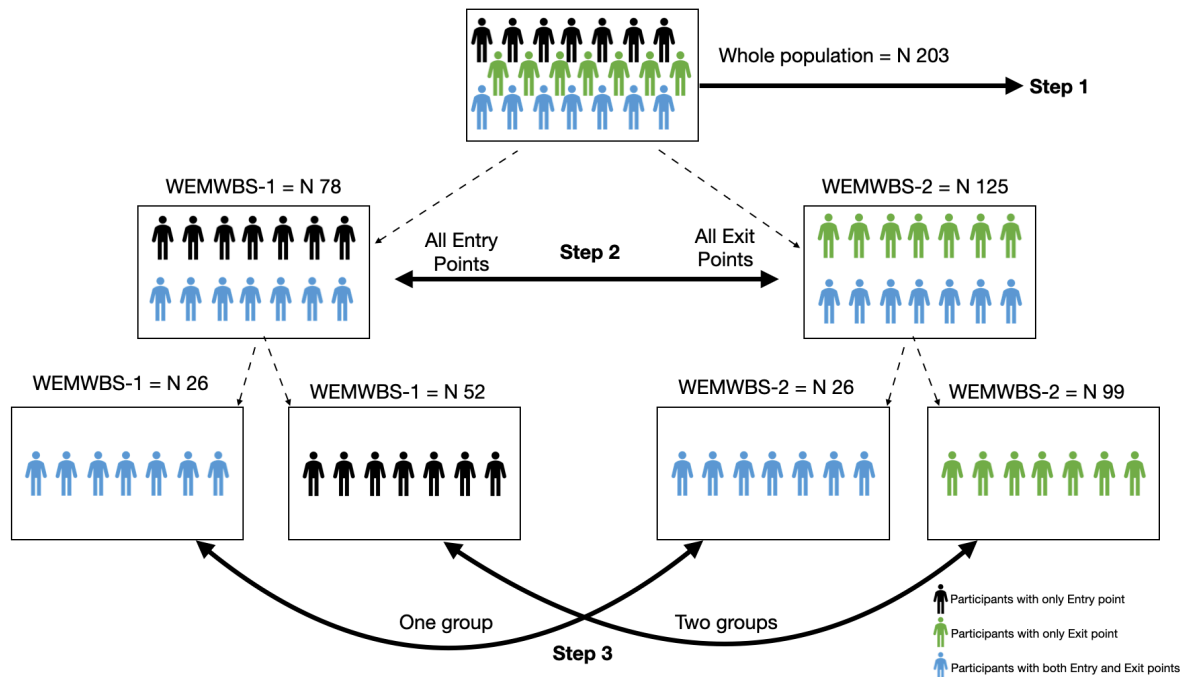 Whole population = N 203
Step 1
WEMWBS-1 = N 78
WEMWBS-2 = N 125
All Entry
Points
Step 2
All Exit
Points
WEMWBS-1 = N 26
WEMWBS-1 = N 52
WEMWBS-2 = N 26
WEMWBS-2 = N 99
One group
Two groups
Step 3
Participants with only Entry point
Participants with only Exit point
Participants with both Entry and Exit points